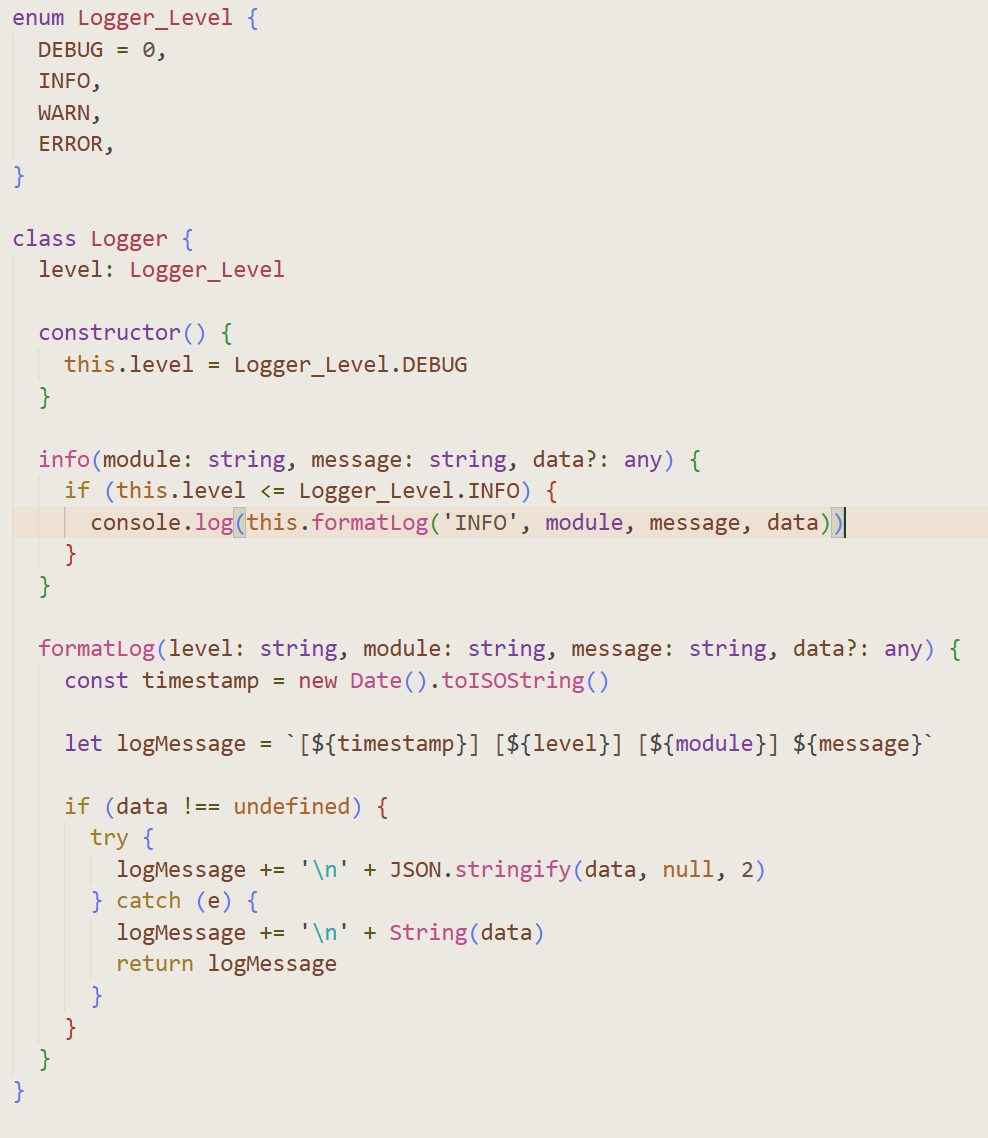 enum Logger_Level {
  DEBUG = 0,
  INFO,
  WARN,
  ERROR,
}

class Logger {
  level: Logger_Level

  constructor() {
    this.level = Logger_Level.DEBUG
  }

  info(module: string, message: string, data?: any) {
    if (this.level <= Logger_Level.INFO) {
      console.log(this.formatLog('INFO', module, message, data))
    }
  }

  formatLog(level: string, module: string, message: string, data?: any) {
    const timestamp = new Date().toISOString()

    let logMessage = `[${timestamp}] [${level}] [${module}] ${message}`

    if (data !== undefined) {
      try {
        logMessage += '\n' + JSON.stringify(data, null, 2)
      } catch (e) {
        logMessage += '\n' + String(data)
        return logMessage
      }
    }
  }
}